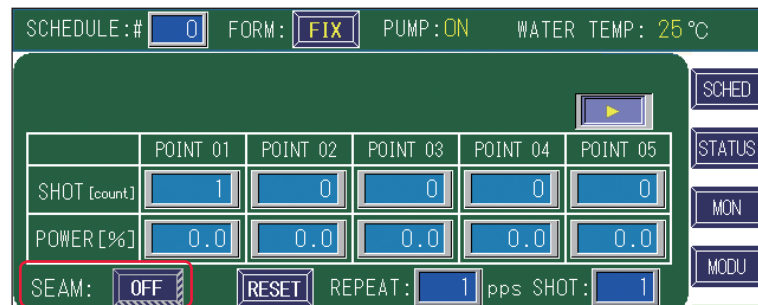 SCHEDULE:# 0 FORM: FIX PUMP:ON WATER TEMP: 25 ℃
SCHED
POINT 01 POINT 02 POINT 03 POINT 04 POINT 05
STATUS
SHOT [count] 1 0 0 0 0
MON
POWER [%] 0.0 0.0 0.0 0.0 0.0
MODU
SEAM: OFF RESET REPEAT: 1 pps SHOT: 1